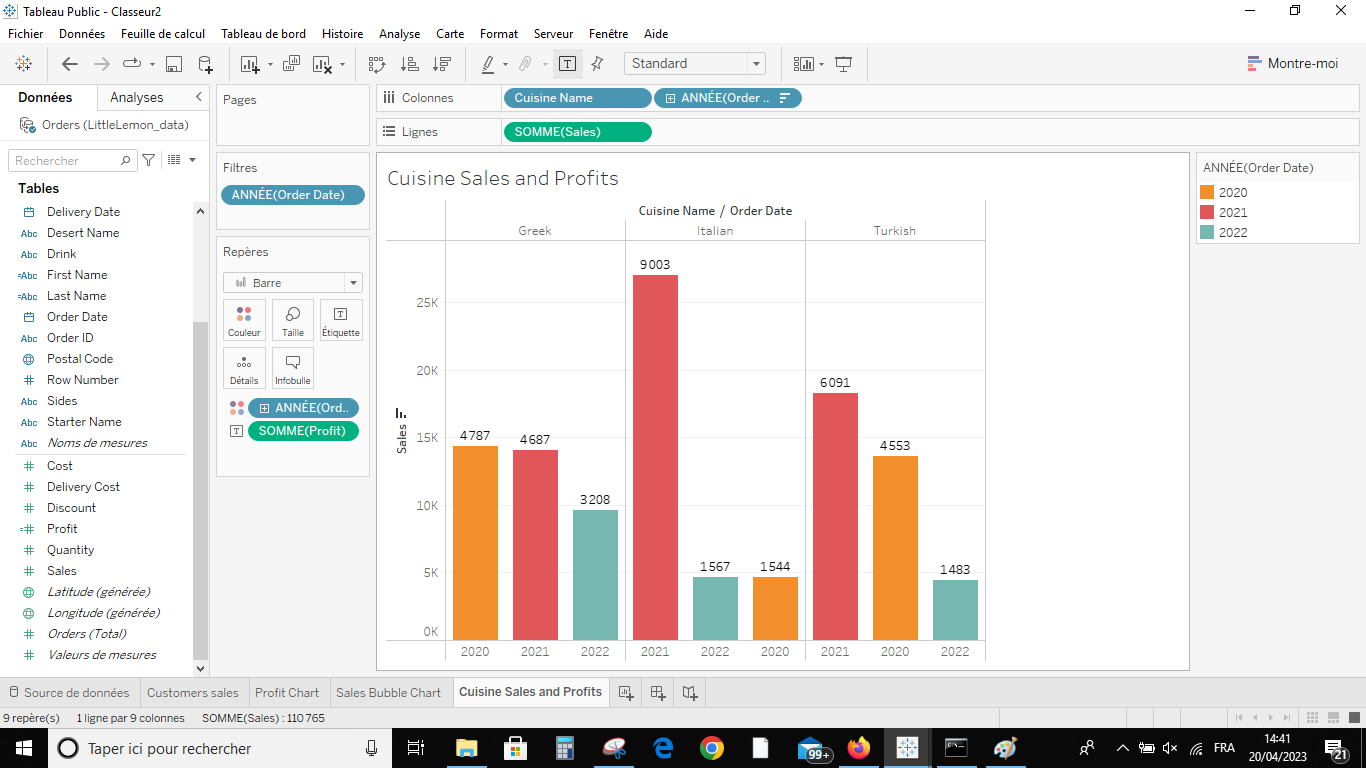 Tableau Public - Classeur2
Fichier Données Feuille de calcul Tableau de bord Histoire Analyse Carte Format Serveur Fenêtre Aide
Standard
Montre-moi
Données Analyses
Orders (LittleLemon_data)
Rechercher
Tables
Delivery Date
Abc Desert Name
Abc Drink
=Abc First Name
=Abc Last Name
Order Date
Abc Order ID
Postal Code
# Row Number
Abc Sides
Abc Starter Name
Abc Noms de mesures
# Cost
# Delivery Cost
# Discount
=# Profit
# Quantity
# Sales
Latitude (générée)
Longitude (générée)
# Orders (Total)
# Valeurs de mesures
Pages
Filtres
ANNÉE(Order Date)
Repères
Barre
Couleur Taille Étiquette
Détails Infobulle
ANNÉE(Ord..
SOMME(Profit)
Colonnes Cuisine Name ANNÉE(Order ..
Lignes SOMME(Sales)
Cuisine Sales and Profits
Cuisine Name / Order Date
Greek Italian Turkish
25K
20K
15K
10K
5K
0K
Sales
4787 4687 3208 9003 1567 1544 6091 4553 1483
2020 2021 2022 2021 2022 2020 2021 2020 2022
ANNÉE(Order Date)
2020
2021
2022
Source de données Customers sales Profit Chart Sales Bubble Chart Cuisine Sales and Profits
9 repère(s) 1 ligne par 9 colonnes SOMME(Sales) : 110 765
Taper ici pour rechercher
99+
FRA
14:41
20/04/2023
21